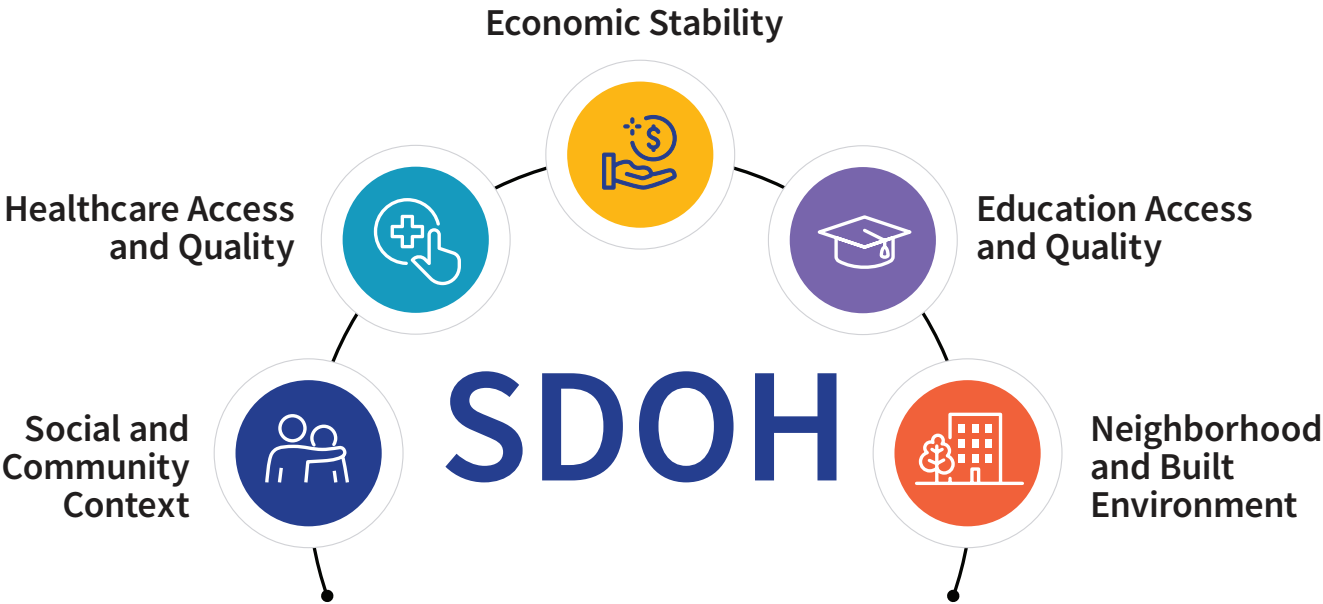 Economic Stability
Healthcare Access
and Quality
Education Access
and Quality
SDOH
Social and
Community
Context
Neighborhood
and Built
Environment